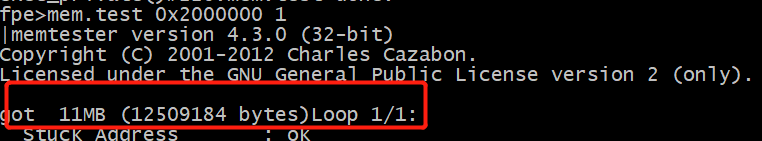 fpe>mem.test 0x2000000 1
|memtester version 4.3.0 (32-bit)
Copyright (C) 2001-2012 Charles Cazabon.
Licensed under the GNU General Public License version 2 (only).
got  11MB (12509184 bytes)Loop 1/1:
  Stuck Address       : ok